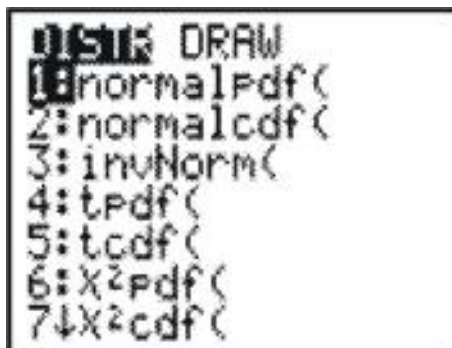 DISTR DRAW
1:normalpdf(
2:normalcdf(
3:invNorm(
4:tpdf(
5:tcdf(
6:X²pdf(
7↓X²cdf(